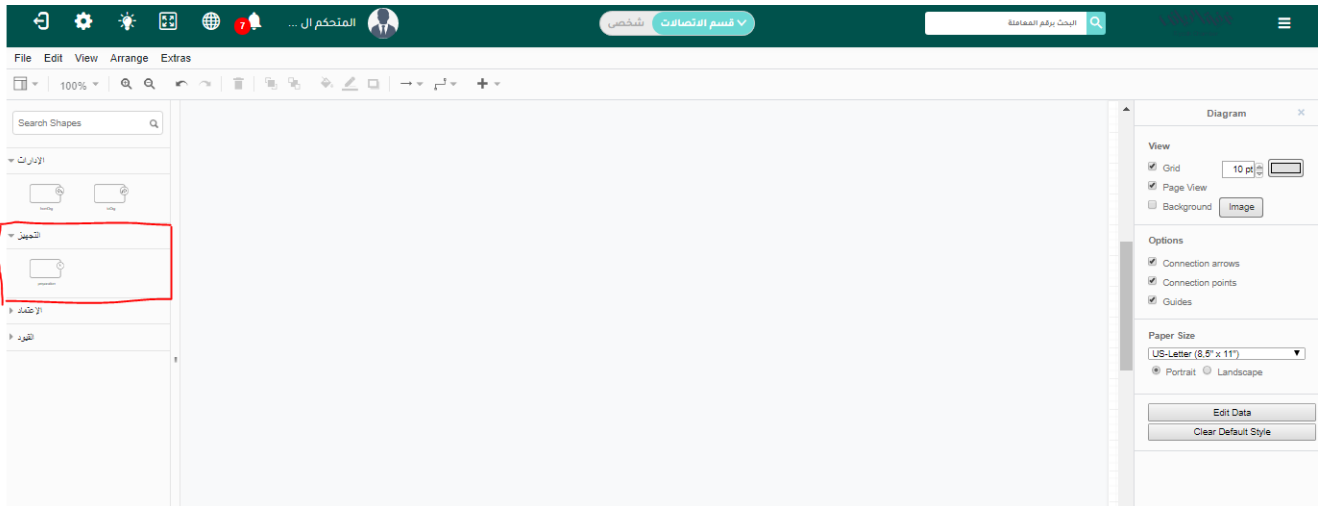 7
المتحكم ال ...
قسم الاتصالات
شخصي
البحث برقم المعاملة
File Edit View Arrange Extras
100%
Search Shapes
الإدارات
التجهيز
preparation
الإعتماد
القيود
Diagram
View
Grid
10 pt
Page View
Background
Image
Options
Connection arrows
Connection points
Guides
Paper Size
US-Letter (8,5" x 11")
Portrait
Landscape
Edit Data
Clear Default Style